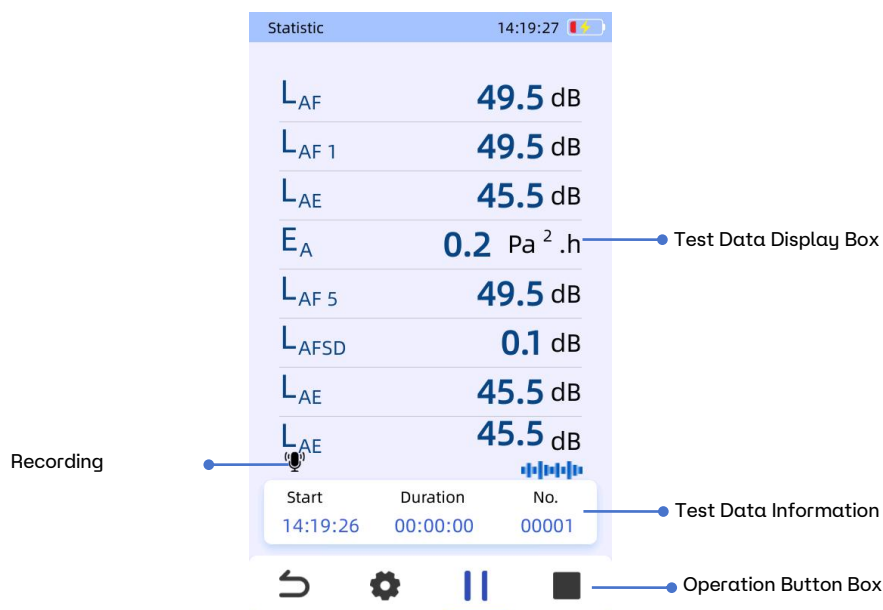 Statistic 14:19:27
LAF 49.5 dB
LAF 1 49.5 dB
LAE 45.5 dB
EA 0.2 Pa 2 .h
Test Data Display Box
LAF 5 49.5 dB
LAFSD 0.1 dB
LAE 45.5 dB
LAE 45.5 dB
Recording
Start Duration No.
14:19:26 00:00:00 00001
Test Data Information
Operation Button Box